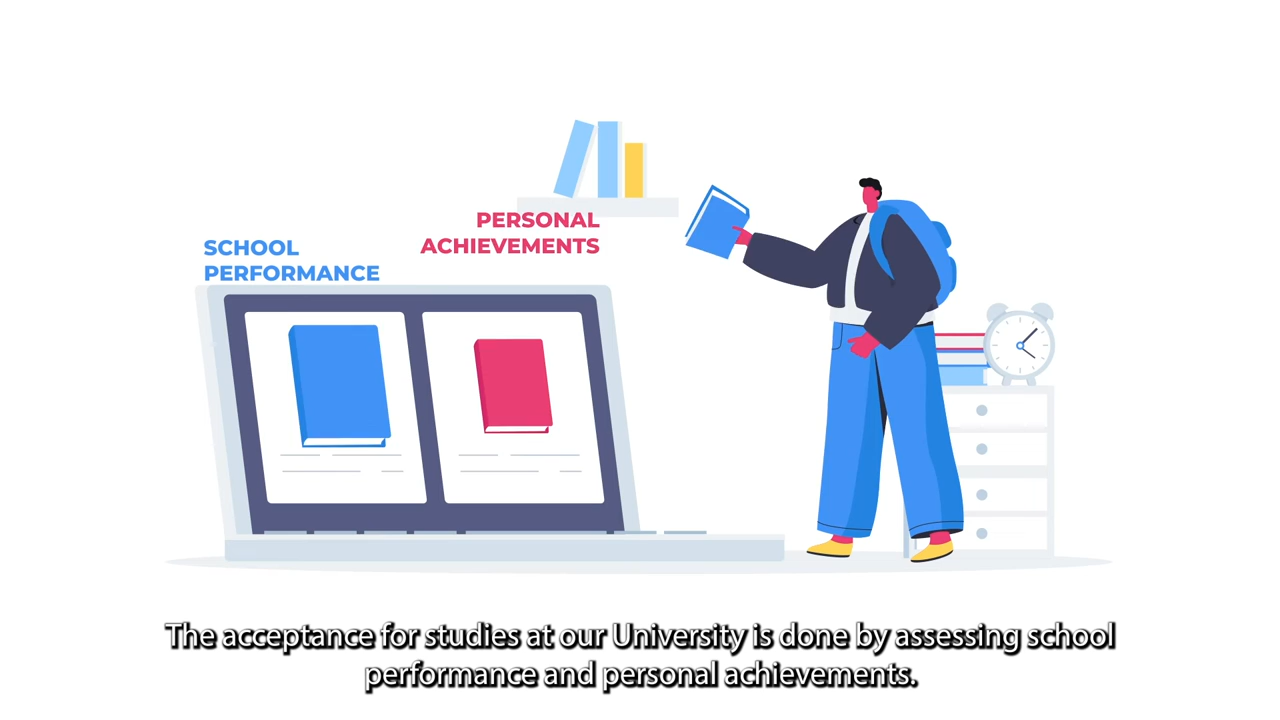 PERSONAL
ACHIEVEMENTS
SCHOOL
PERFORMANCE
The acceptance for studies at our University is done by assessing school
performance and personal achievements.